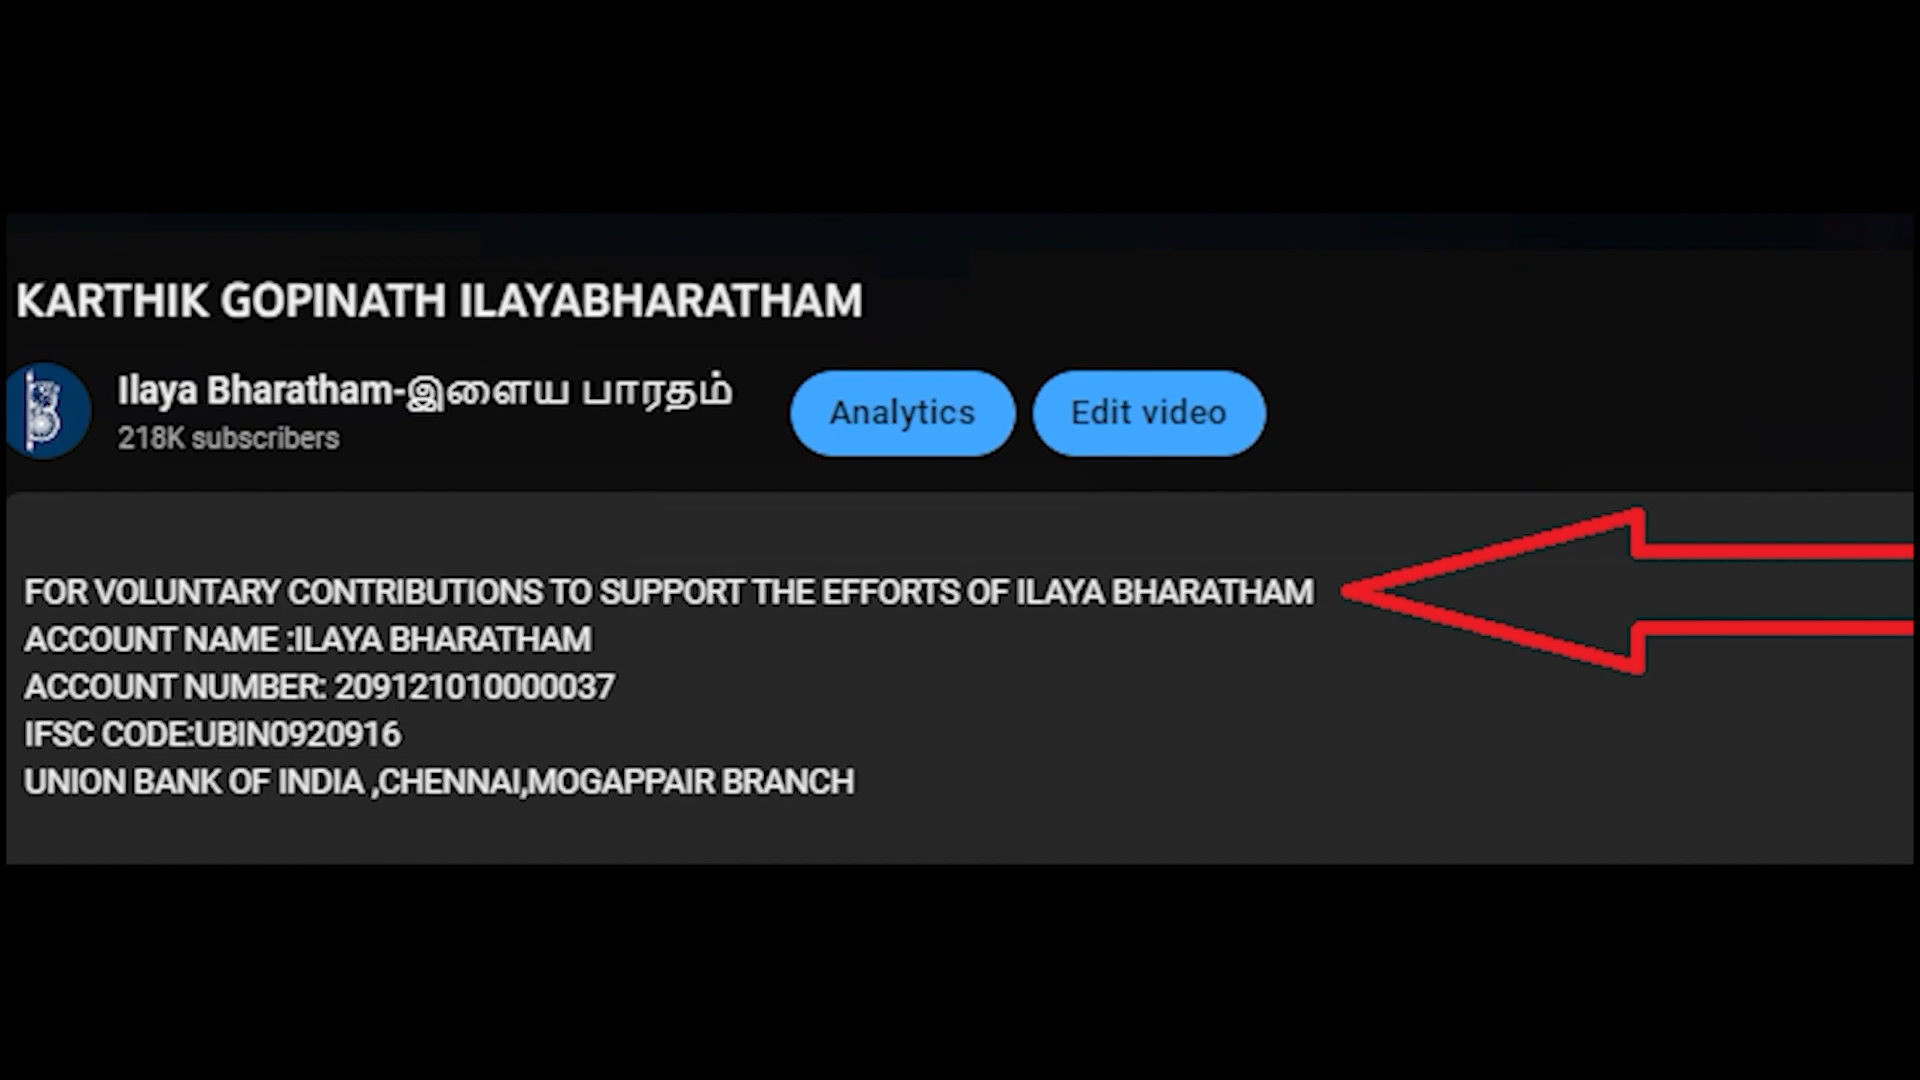 KARTHIK GOPINATH ILAYABHARATHAM
Ilaya Bharatham-இளைய பாரதம்
218K subscribers
Analytics
Edit video
FOR VOLUNTARY CONTRIBUTIONS TO SUPPORT THE EFFORTS OF ILAYA BHARATHAM
ACCOUNT NAME :ILAYA BHARATHAM
ACCOUNT NUMBER: 209121010000037
IFSC CODE:UBIN0920916
UNION BANK OF INDIA ,CHENNAI,MOGAPPAIR BRANCH